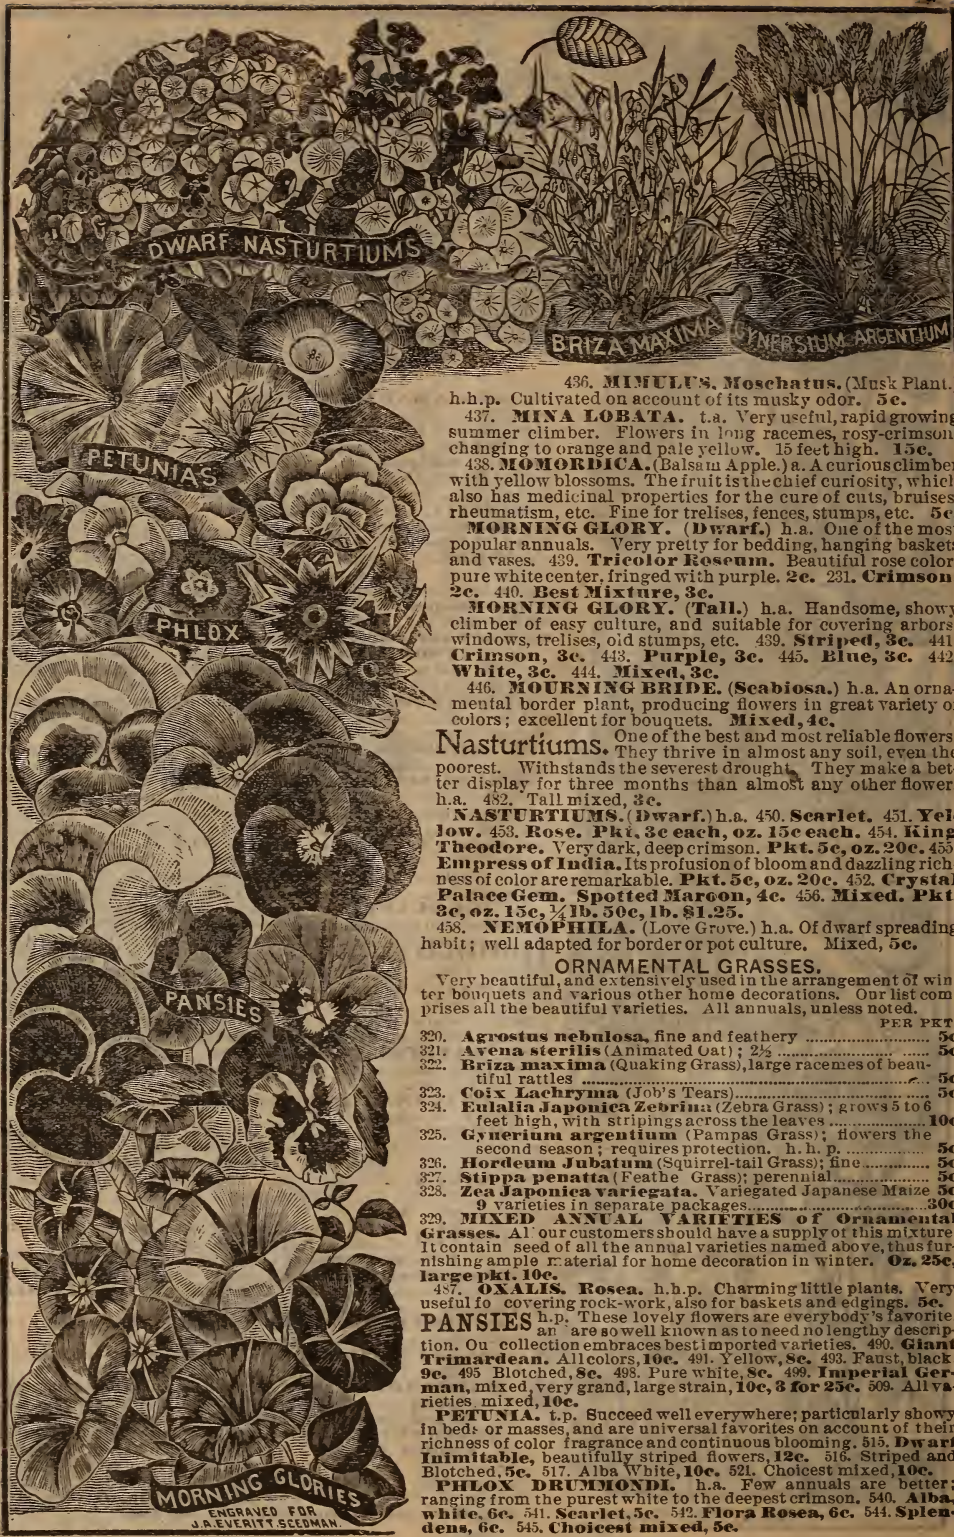 DWARF NASTURTIUMS
BRIZA MAXIMA
GYNERSIUM ARGENTIUM
PETUNIAS
PHLOX
PANSIES
MORNING GLORIES
ENGRAVED FOR
J.A. EVERITT. SEEDMAN.
436. MIMULUS, Moschatus. (Musk Plant.
h.h.p. Cultivated on account of its musky odor. 5c.
437. MINA LOBATA. t.a. Very useful, rapid growing
summer climber. Flowers in long racemes, rosy-crimson
changing to orange and pale yellow. 15 feet high. 15c.
438. MOMORDICA. (Balsam Apple.) a. A curious climber
with yellow blossoms. The fruit is the chief curiosity, which
also has medicinal properties for the cure of cuts, bruises
rheumatism, etc. Fine for trelises, fences, stumps, etc. 5c
MORNING GLORY. (Dwarf.) h.a. One of the mos
popular annuals. Very pretty for bedding, hanging basket
and vases. 439. Tricolor Roseum. Beautiful rose color
pure white center, fringed with purple. 2c. 231. Crimson
2c. 440. Best Mixture, 3c.
MORNING GLORY. (Tall.) h.a. Handsome, showy
climber of easy culture, and suitable for covering arbors
windows, trelises, old stumps, etc. 439. Striped, 3c. 441
Crimson, 3c. 443. Purple, 3c. 445. Blue, 3c. 442
White, 3c. 444. Mixed, 3c.
446. MOURNING BRIDE. (Scabiosa.) h.a. An orna-
mental border plant, producing flowers in great variety o
colors; excellent for bouquets. Mixed, 4c.
Nasturtiums. One of the best and most reliable flowers
They thrive in almost any soil, even the
poorest. Withstands the severest drought. They make a bet-
ter display for three months than almost any other flower
h.a. 482. Tall mixed, 3c.
NASTURTIUMS. (Dwarf.) h.a. 450. Scarlet. 451. Yel
low. 453. Rose. Pkt. 3c each, oz. 15c each. 454. King
Theodore. Very dark, deep crimson. Pkt. 5c, oz. 20c. 455
Empress of India. Its profusion of bloom and dazzling rich
ness of color are remarkable. Pkt. 5c, oz. 20c. 452. Crystal
Palace Gem. Spotted Maroon, 4c. 456. Mixed. Pkt
3c, oz. 15c, ¼ lb. 50c, lb. $1.25.
458. NEMOPHILA. (Love Grove.) h.a. Of dwarf spreading
habit; well adapted for border or pot culture. Mixed, 5c.
ORNAMENTAL GRASSES.
Very beautiful, and extensively used in the arrangement of win
ter bouquets and various other home decorations. Our list com
prises all the beautiful varieties. All annuals, unless noted.
PER PKT
320. Agrostus nebulosa, fine and feathery ........ 5c
321. Avena sterilis (Animated Oat); 2½ ........ 5c
322. Briza maxima (Quaking Grass), large racemes of beau-
tiful rattles ........ 5c
323. Coix Lachryma (Job's Tears) ........ 5c
324. Eulalia Japonica Zebrina (Zebra Grass); grows 5 to 6
feet high, with stripings across the leaves ........ 10c
325. Gynerium argentium (Pampas Grass); flowers the
second season; requires protection. h. h. p. ........ 5c
326. Hordeum Jubatum (Squirrel-tail Grass); fine ........ 5c
327. Stippa penatta (Feathe Grass); perennial ........ 5c
328. Zea Japonica variegata. Variegated Japanese Maize 5c
9 varieties in separate packages ........ 30c
329. MIXED ANNUAL VARIETIES of Ornamental
Grasses. Al our customers should have a supply of this mixture
It contain seed of all the annual varieties named above, thus fur-
nishing ample material for home decoration in winter. Oz. 25c,
large pkt. 10c.
487. OXALIS. Rosea. h.h.p. Charming little plants. Very
useful fo covering rock-work, also for baskets and edgings. 5c.
PANSIES h.p. These lovely flowers are everybody's favorite
an are so well known as to need no lengthy descrip-
tion. Ou collection embraces best imported varieties. 490. Giant
Trimardean. All colors, 10c. 491. Yellow, 8c. 493. Faust, black
9c. 495 Blotched, 8c. 498. Pure white, 8c. 499. Imperial Ger-
man, mixed, very grand, large strain, 10c, 3 for 25c. 509. All va-
rieties mixed, 10c.
PETUNIA. t.p. Succeed well everywhere; particularly showy
in beds or masses, and are universal favorites on account of their
richness of color fragrance and continuous blooming. 515. Dwarf
Inimitable, beautifully striped flowers, 12c. 516. Striped and
Blotched, 5c. 517. Alba White, 10c. 521. Choicest mixed, 10c.
PHLOX DRUMMONDI. h.a. Few annuals are better;
ranging from the purest white to the deepest crimson. 540. Alba,
white, 6c. 541. Scarlet, 5c. 542. Flora Rosea, 6c. 544. Splen
dens, 6c. 545. Choicest mixed, 5c.